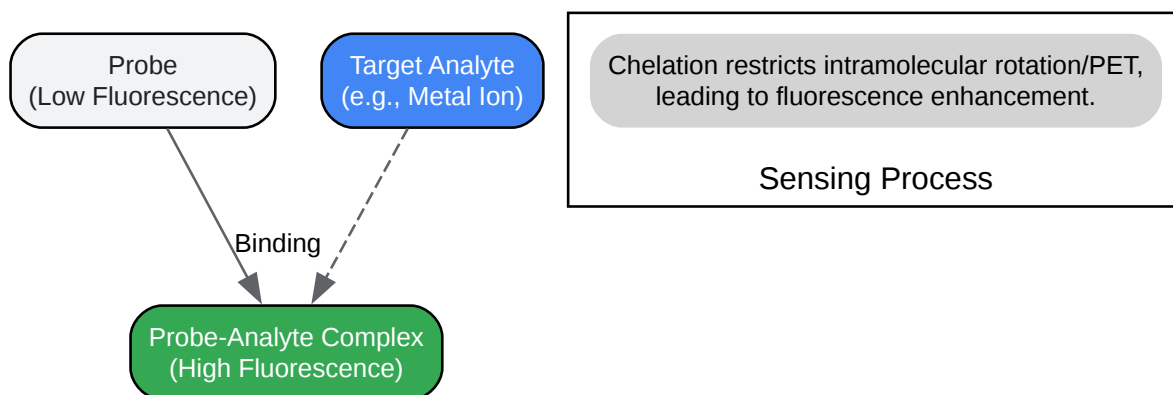 Probe
(Low Fluorescence)
Target Analyte
(e.g., Metal Ion)
Chelation restricts intramolecular rotation/PET,
leading to fluorescence enhancement.
Sensing Process
Binding
Probe-Analyte Complex
(High Fluorescence)